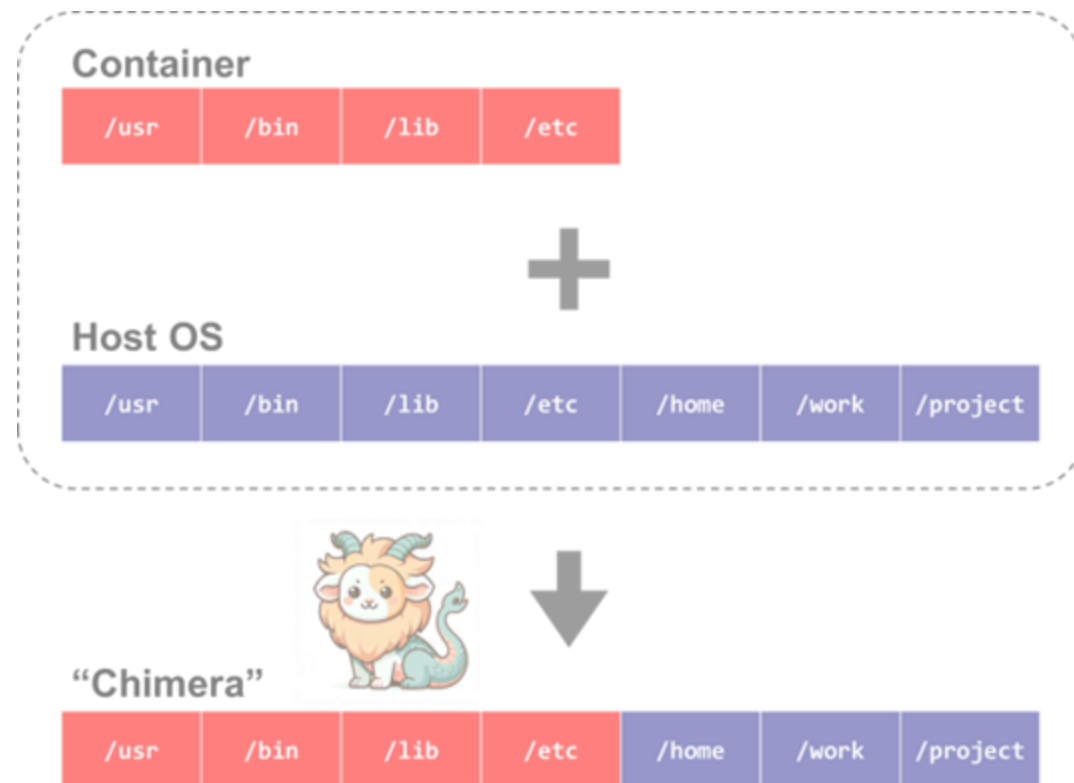 Container
/usr /bin /lib /etc
Host OS
/usr /bin /lib /etc /home /work /project
“Chimera”
/usr /bin /lib /etc /home /work /project